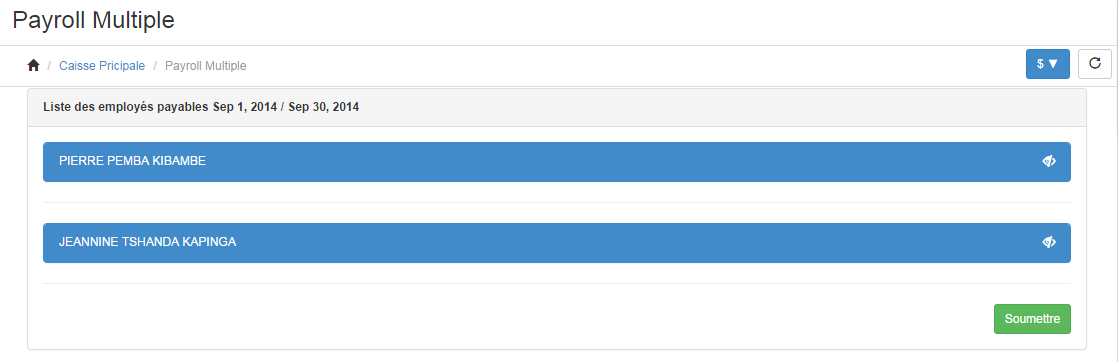 Payroll Multiple
/ Caisse Pricipale / Payroll Multiple $ ▼
Liste des employés payables Sep 1, 2014 / Sep 30, 2014
PIERRE PEMBA KIBAMBE
JEANNINE TSHANDA KAPINGA
Soumettre